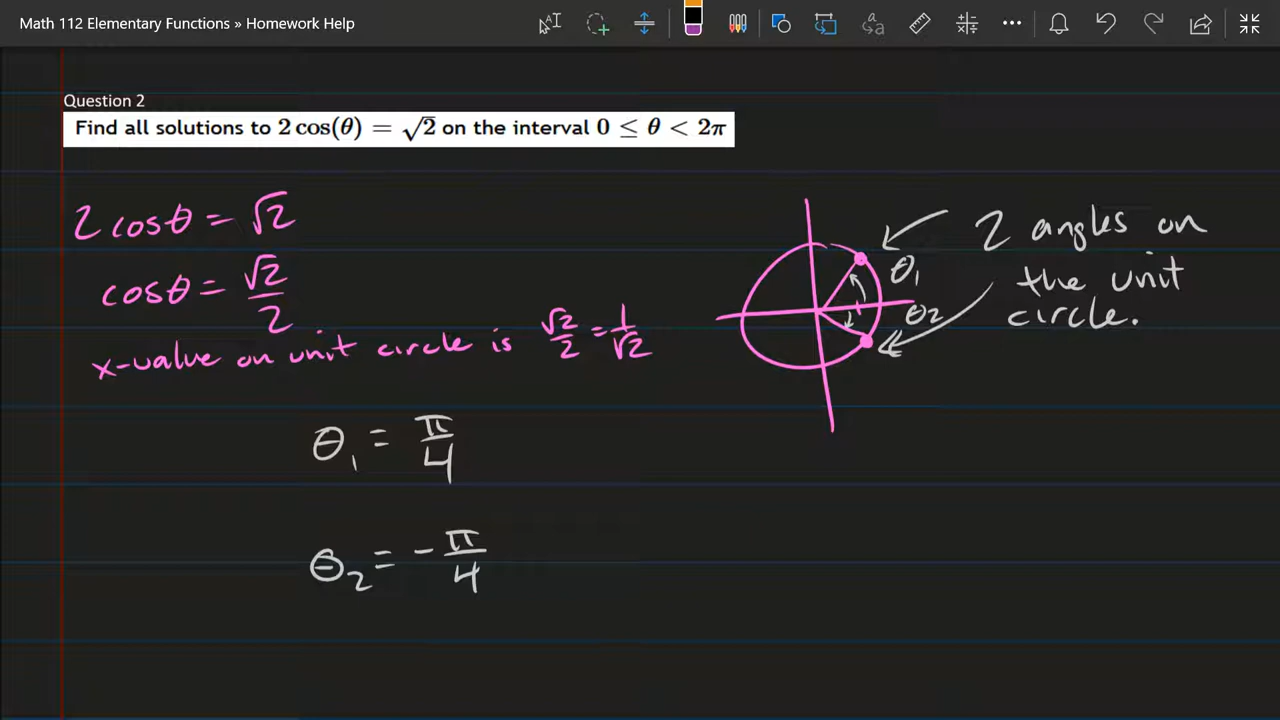 Math 112 Elementary Functions » Homework Help
Question 2
Find all solutions to 2 cos(θ) = √2 on the interval 0 ≤ θ < 2π
2 cosθ = √2
cosθ = √2/2
x-value on unit circle is √2/2 = 1/√2
θ₁ = π/4
θ₂ = -π/4
θ₁
θ₂
2 angles on
the unit
circle.